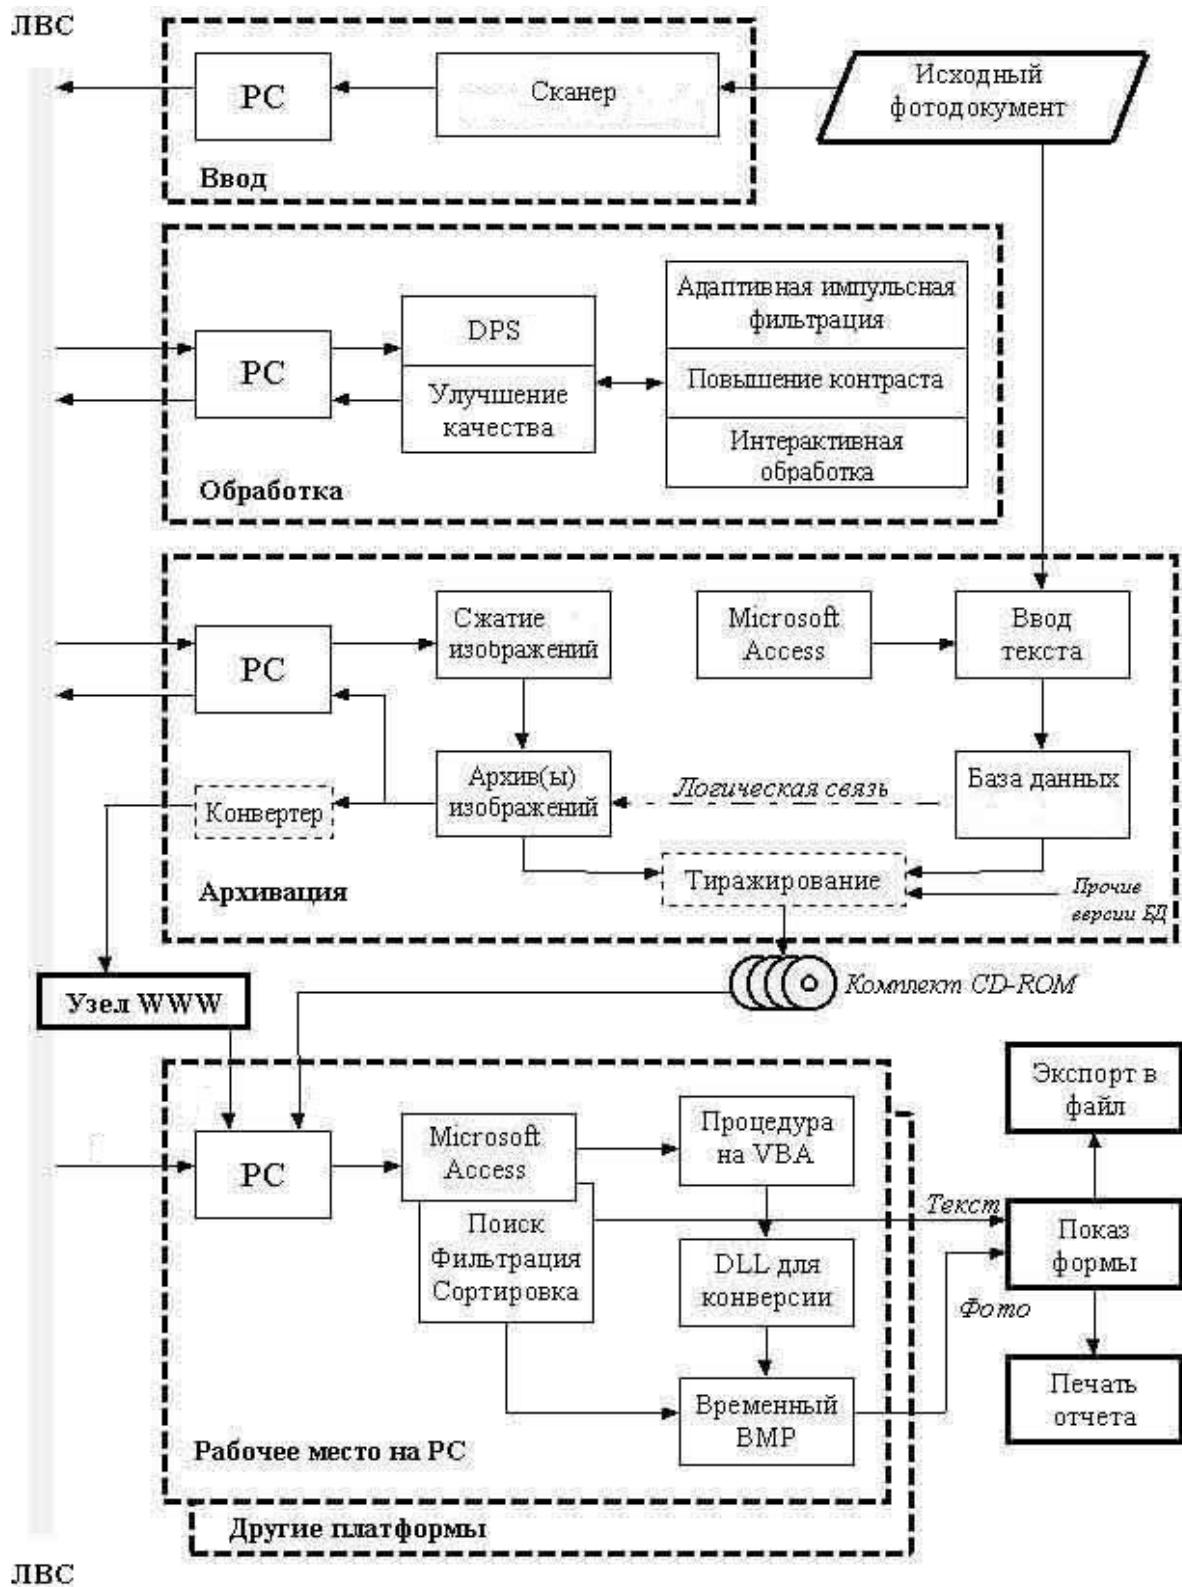 ЛВС
PC
Сканер
Исходный
фотодокумент
Ввод
Адаптивная импульсная
фильтрация
DPS
PC
Повышение контраста
Улучшение
качества
Интерактивная
обработка
Обработка
Сжатие
изображений
Microsoft
Access
Ввод
текста
PC
Архив(ы)
изображений
Логическая связь
База данных
Конвертер
Тиражирование
Архивация
Прочие
версии БД
Узел WWW
Комплект CD-ROM
Экспорт в
файл
Microsoft
Access
Процедура
на VBA
PC
Текст
Поиск
Фильтрация
Сортировка
Показ
формы
DLL для
конверсии
Фото
Временный
BMP
Печать
отчета
Рабочее место на PC
Другие платформы
ЛВС